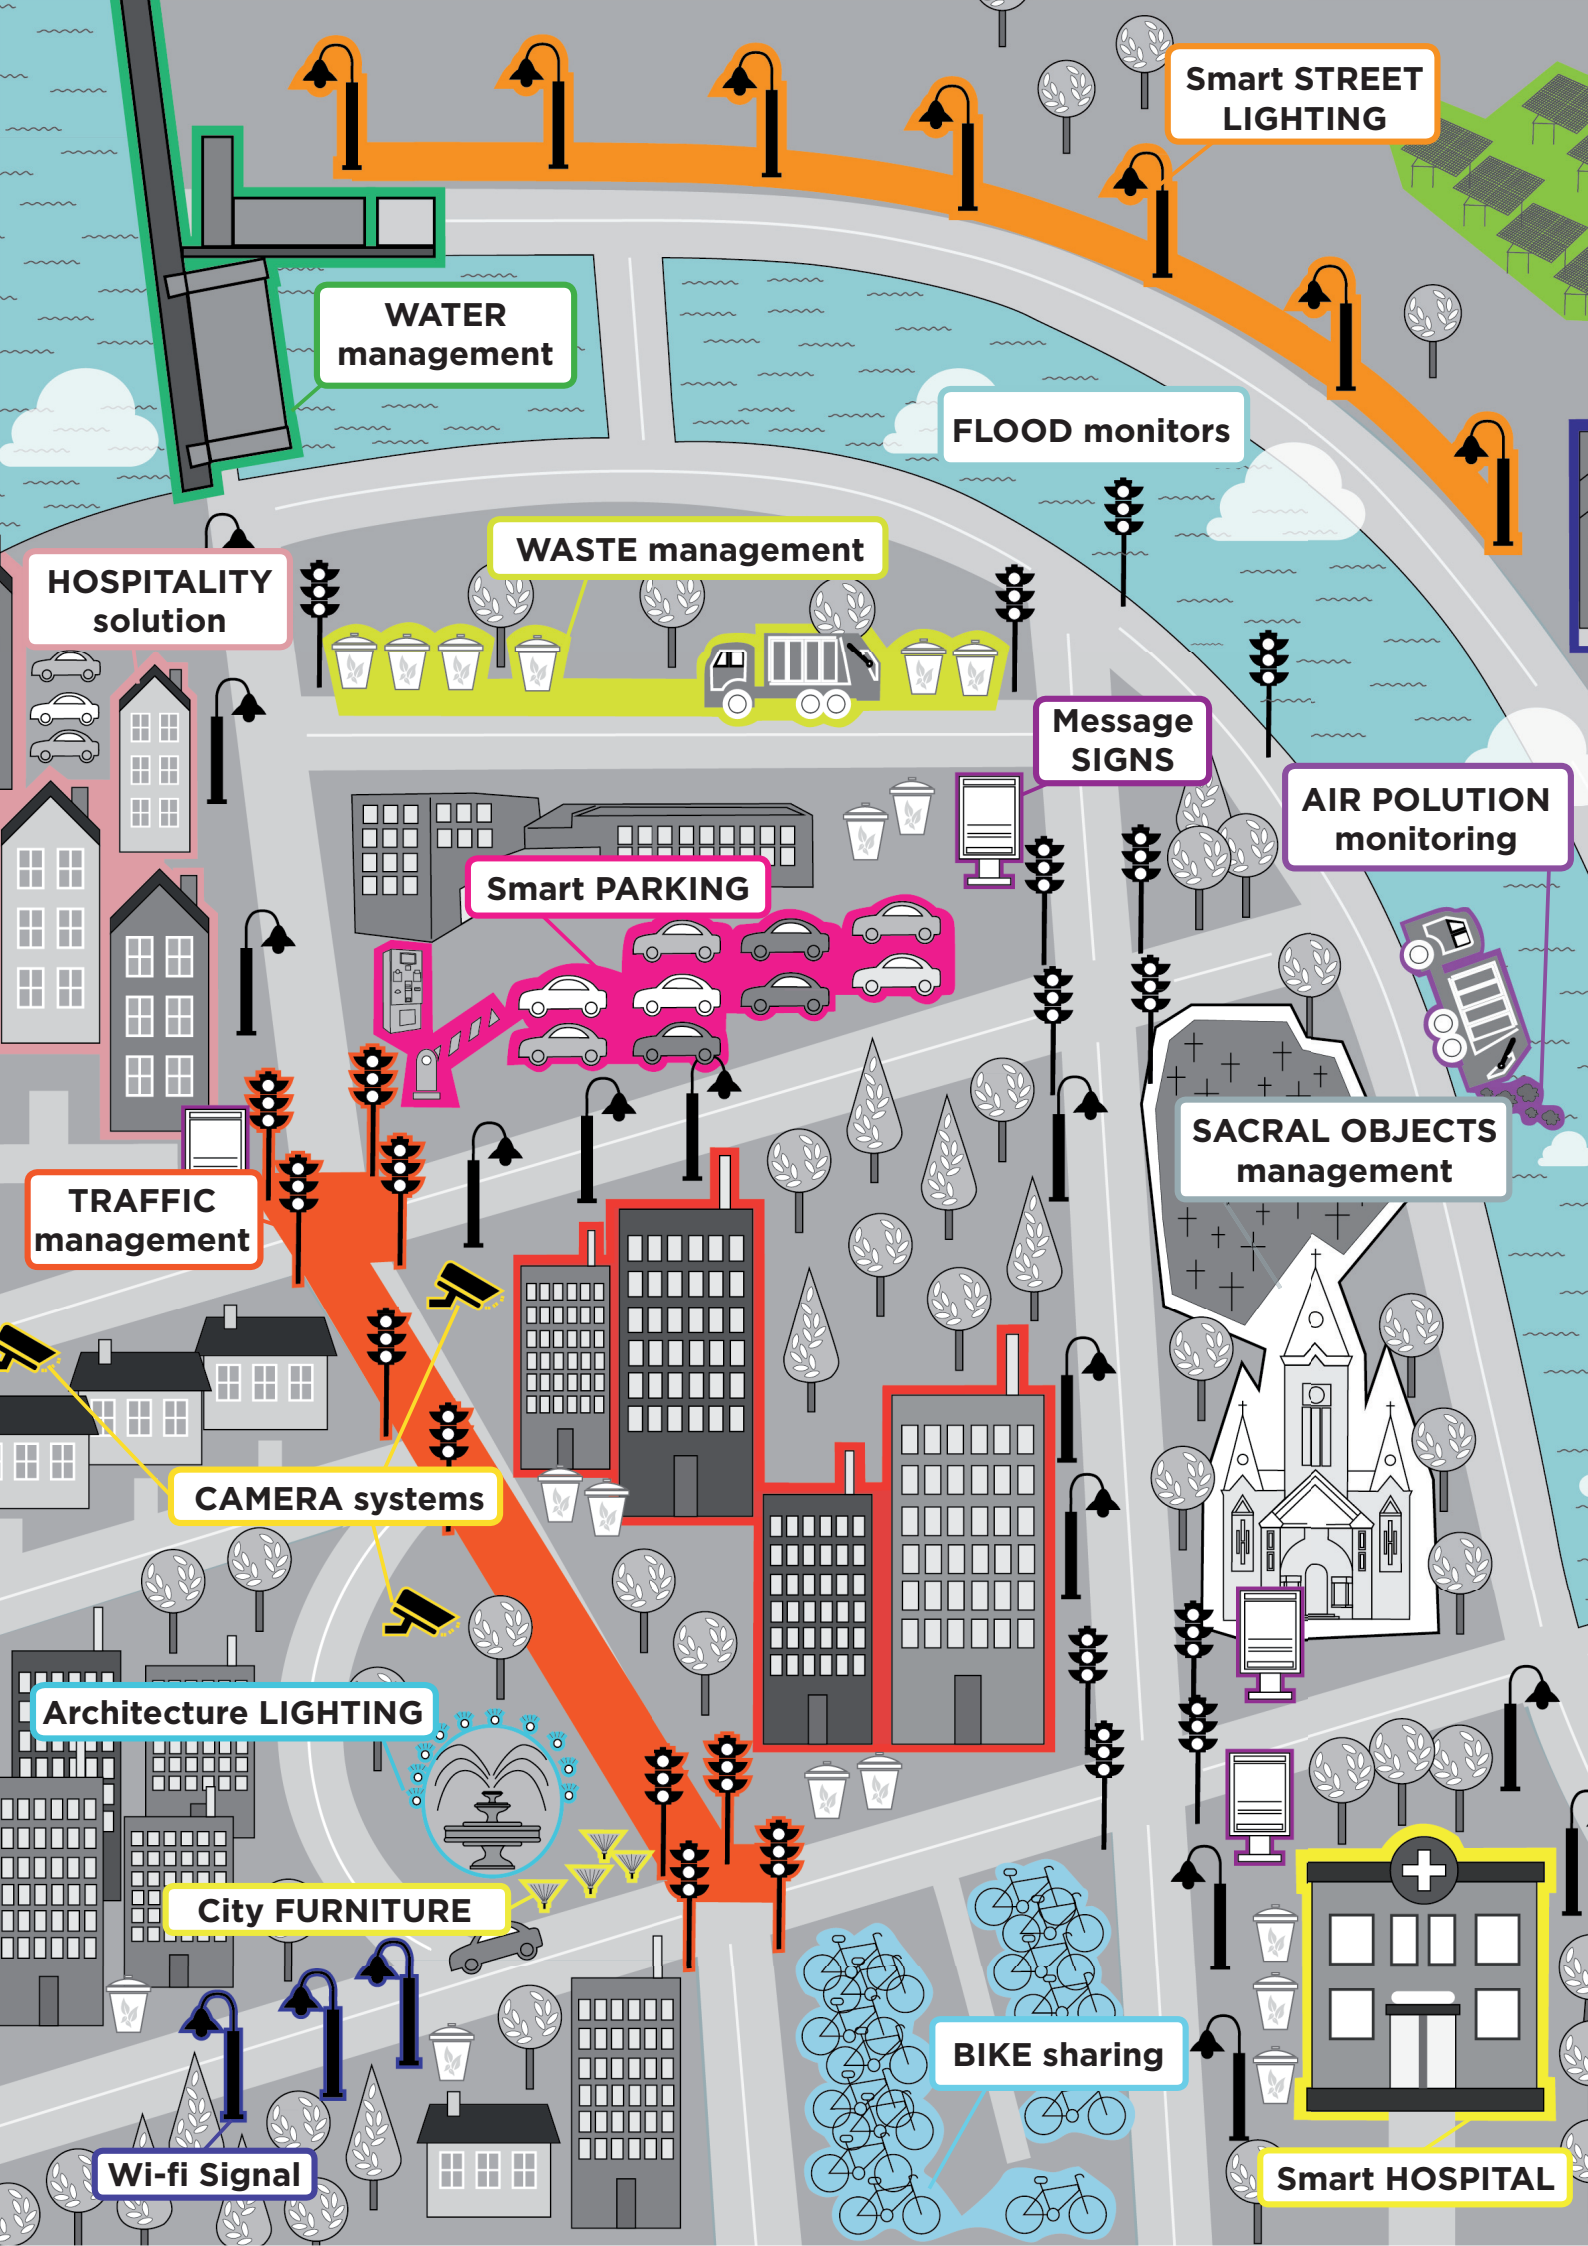 Smart STREET
LIGHTING
WATER
management
FLOOD monitors
WASTE management
HOSPITALITY
solution
Message
SIGNS
AIR POLUTION
monitoring
Smart PARKING
SACRAL OBJECTS
management
TRAFFIC
management
CAMERA systems
Architecture LIGHTING
City FURNITURE
BIKE sharing
Wi-fi Signal
Smart HOSPITAL